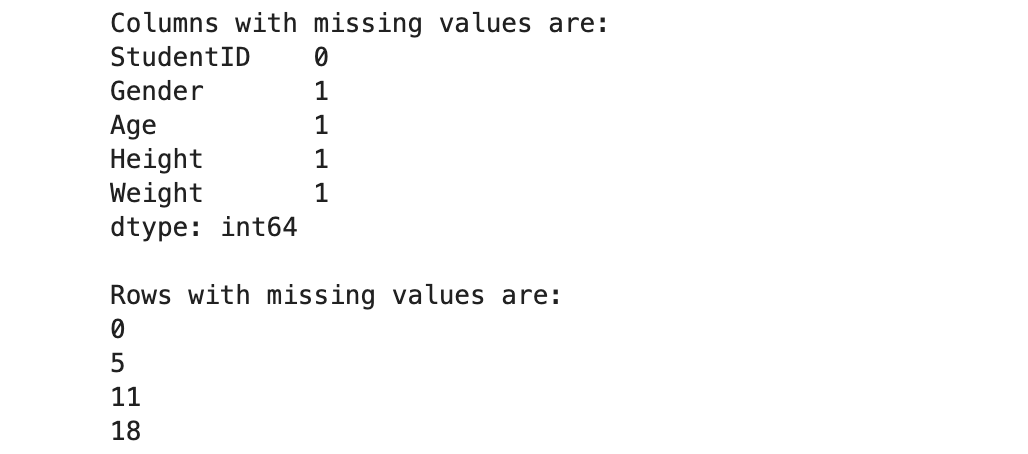 Columns with missing values are:
StudentID    0
Gender       1
Age          1
Height       1
Weight       1
dtype: int64
Rows with missing values are:
0
5
11
18